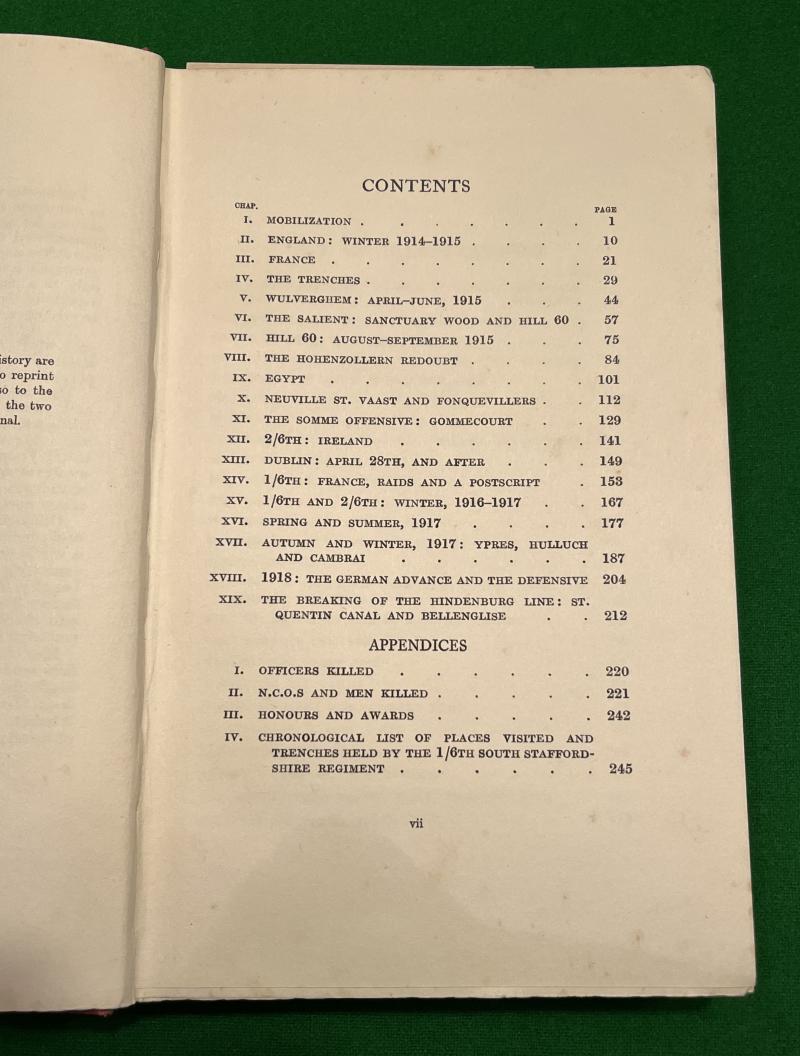 istory are
o reprint
so to the
the two
nal.
CONTENTS
CHAP. PAGE
I. MOBILIZATION . . . . . . . 1
II. ENGLAND: WINTER 1914–1915 . . . . 10
III. FRANCE . . . . . . . . 21
IV. THE TRENCHES . . . . . . . 29
V. WULVERGHEM: APRIL–JUNE, 1915 . . . 44
VI. THE SALIENT: SANCTUARY WOOD AND HILL 60 . 57
VII. HILL 60: AUGUST–SEPTEMBER 1915 . . . 75
VIII. THE HOHENZOLLERN REDOUBT . . . . 84
IX. EGYPT . . . . . . . . 101
X. NEUVILLE ST. VAAST AND FONQUEVILLERS . . 112
XI. THE SOMME OFFENSIVE: GOMMECOURT . . 129
XII. 2/6TH: IRELAND . . . . . . 141
XIII. DUBLIN: APRIL 28TH, AND AFTER . . . 149
XIV. 1/6TH: FRANCE, RAIDS AND A POSTSCRIPT . 153
XV. 1/6TH AND 2/6TH: WINTER, 1916–1917 . . 167
XVI. SPRING AND SUMMER, 1917 . . . . 177
XVII. AUTUMN AND WINTER, 1917: YPRES, HULLUCH
AND CAMBRAI . . . . . . 187
XVIII. 1918: THE GERMAN ADVANCE AND THE DEFENSIVE 204
XIX. THE BREAKING OF THE HINDENBURG LINE: ST.
QUENTIN CANAL AND BELLENGLISE . . 212
APPENDICES
I. OFFICERS KILLED . . . . . . 220
II. N.C.O.S AND MEN KILLED . . . . . 221
III. HONOURS AND AWARDS . . . . . 242
IV. CHRONOLOGICAL LIST OF PLACES VISITED AND
TRENCHES HELD BY THE 1/6TH SOUTH STAFFORD-
SHIRE REGIMENT . . . . . . 245
vii